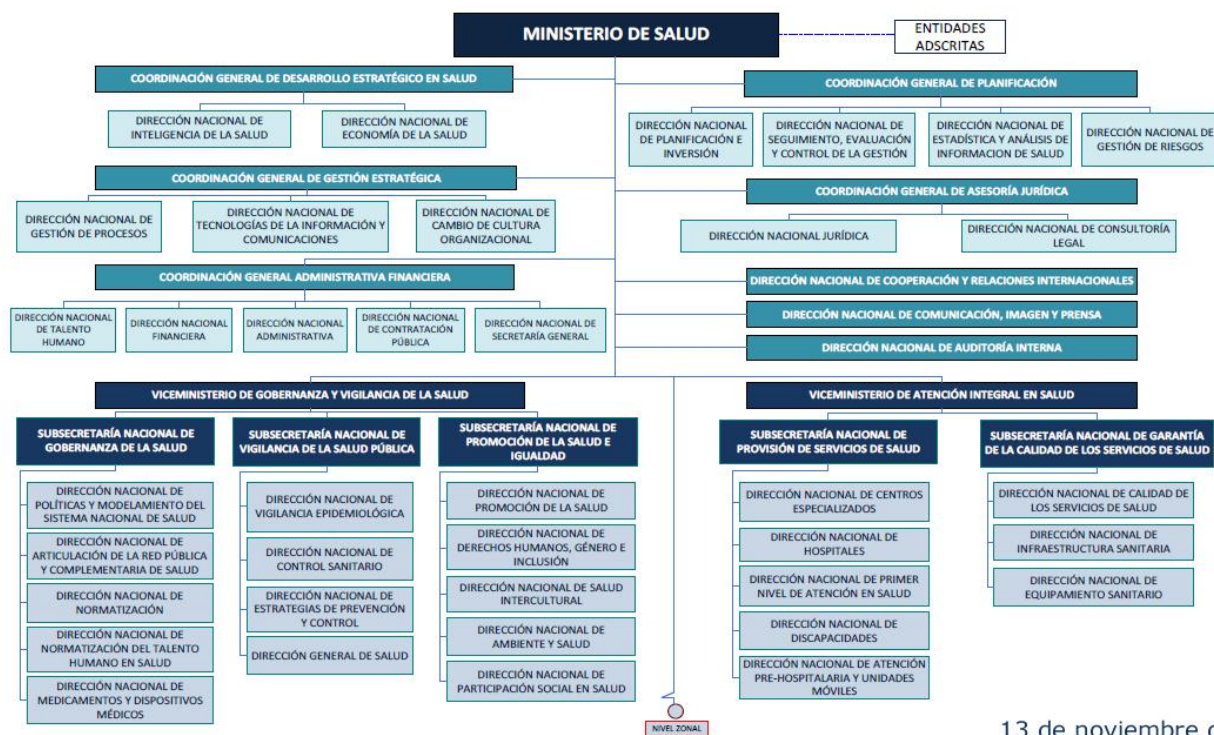 MINISTERIO DE SALUD
ENTIDADES
ADSCRITAS
COORDINACIÓN GENERAL DE DESARROLLO ESTRATÉGICO EN SALUD
DIRECCIÓN NACIONAL DE
INTELIGENCIA DE LA SALUD
DIRECCIÓN NACIONAL DE
ECONOMÍA DE LA SALUD
COORDINACIÓN GENERAL DE PLANIFICACIÓN
DIRECCIÓN NACIONAL
DE PLANIFICACIÓN E
INVERSIÓN
DIRECCIÓN NACIONAL DE
SEGUIMIENTO, EVALUACIÓN
Y CONTROL DE LA GESTIÓN
DIRECCIÓN NACIONAL DE
ESTADÍSTICA Y ANÁLISIS DE
INFORMACION DE SALUD
DIRECCIÓN NACIONAL DE
GESTIÓN DE RIESGOS
COORDINACIÓN GENERAL DE GESTIÓN ESTRATÉGICA
DIRECCIÓN NACIONAL DE
GESTIÓN DE PROCESOS
DIRECCIÓN NACIONAL DE
TECNOLOGÍAS DE LA INFORMACIÓN Y
COMUNICACIONES
DIRECCIÓN NACIONAL DE
CAMBIO DE CULTURA
ORGANIZACIONAL
COORDINACIÓN GENERAL DE ASESORÍA JURÍDICA
DIRECCIÓN NACIONAL JURÍDICA
DIRECCIÓN NACIONAL DE CONSULTORÍA
LEGAL
COORDINACIÓN GENERAL ADMINISTRATIVA FINANCIERA
DIRECCIÓN NACIONAL
DE TALENTO
HUMANO
DIRECCIÓN NACIONAL
FINANCIERA
DIRECCIÓN NACIONAL
ADMINISTRATIVA
DIRECCIÓN NACIONAL
DE CONTRATACIÓN
PÚBLICA
DIRECCIÓN NACIONAL DE
SECRETARÍA GENERAL
DIRECCIÓN NACIONAL DE COOPERACIÓN Y RELACIONES INTERNACIONALES
DIRECCIÓN NACIONAL DE COMUNICACIÓN, IMAGEN Y PRENSA
DIRECCIÓN NACIONAL DE AUDITORÍA INTERNA
VICEMINISTERIO DE GOBERNANZA Y VIGILANCIA DE LA SALUD
SUBSECRETARÍA NACIONAL DE
GOBERNANZA DE LA SALUD
DIRECCIÓN NACIONAL DE
POLÍTICAS Y MODELAMIENTO DEL
SISTEMA NACIONAL DE SALUD
DIRECCIÓN NACIONAL DE
ARTICULACIÓN DE LA RED PÚBLICA
Y COMPLEMENTARIA DE SALUD
DIRECCIÓN NACIONAL DE
NORMATIZACIÓN
DIRECCIÓN NACIONAL DE
NORMATIZACIÓN DEL TALENTO
HUMANO EN SALUD
DIRECCIÓN NACIONAL DE
MEDICAMENTOS Y DISPOSITIVOS
MÉDICOS
SUBSECRETARÍA NACIONAL DE
VIGILANCIA DE LA SALUD PÚBLICA
DIRECCIÓN NACIONAL DE
VIGILANCIA EPIDEMIOLÓGICA
DIRECCIÓN NACIONAL DE
CONTROL SANITARIO
DIRECCIÓN NACIONAL DE
ESTRATEGIAS DE PREVENCIÓN
Y CONTROL
DIRECCIÓN GENERAL DE SALUD
SUBSECRETARÍA NACIONAL DE
PROMOCIÓN DE LA SALUD E
IGUALDAD
DIRECCIÓN NACIONAL DE
PROMOCIÓN DE LA SALUD
DIRECCIÓN NACIONAL DE
DERECHOS HUMANOS, GÉNERO E
INCLUSIÓN
DIRECCIÓN NACIONAL DE SALUD
INTERCULTURAL
DIRECCIÓN NACIONAL DE
AMBIENTE Y SALUD
DIRECCIÓN NACIONAL DE
PARTICIPACIÓN SOCIAL EN SALUD
VICEMINISTERIO DE ATENCIÓN INTEGRAL EN SALUD
SUBSECRETARÍA NACIONAL DE
PROVISIÓN DE SERVICIOS DE SALUD
DIRECCIÓN NACIONAL DE CENTROS
ESPECIALIZADOS
DIRECCIÓN NACIONAL DE
HOSPITALES
DIRECCIÓN NACIONAL DE PRIMER
NIVEL DE ATENCIÓN EN SALUD
DIRECCIÓN NACIONAL DE
DISCAPACIDADES
DIRECCIÓN NACIONAL DE ATENCIÓN
PRE-HOSPITALARIA Y UNIDADES
MÓVILES
SUBSECRETARÍA NACIONAL DE GARANTÍA
DE LA CALIDAD DE LOS SERVICIOS DE SALUD
DIRECCIÓN NACIONAL DE CALIDAD DE
LOS SERVICIOS DE SALUD
DIRECCIÓN NACIONAL DE
INFRAESTRUCTURA SANITARIA
DIRECCIÓN NACIONAL DE
EQUIPAMIENTO SANITARIO
NIVEL ZONAL
13 de noviembre